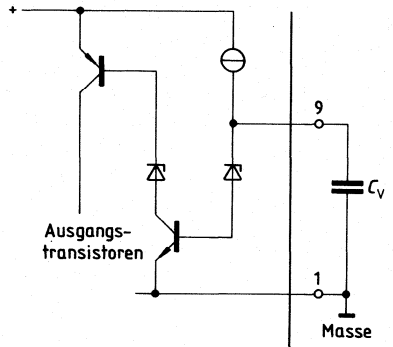 +
9
C_V
Ausgangs-
transistoren
1
Masse